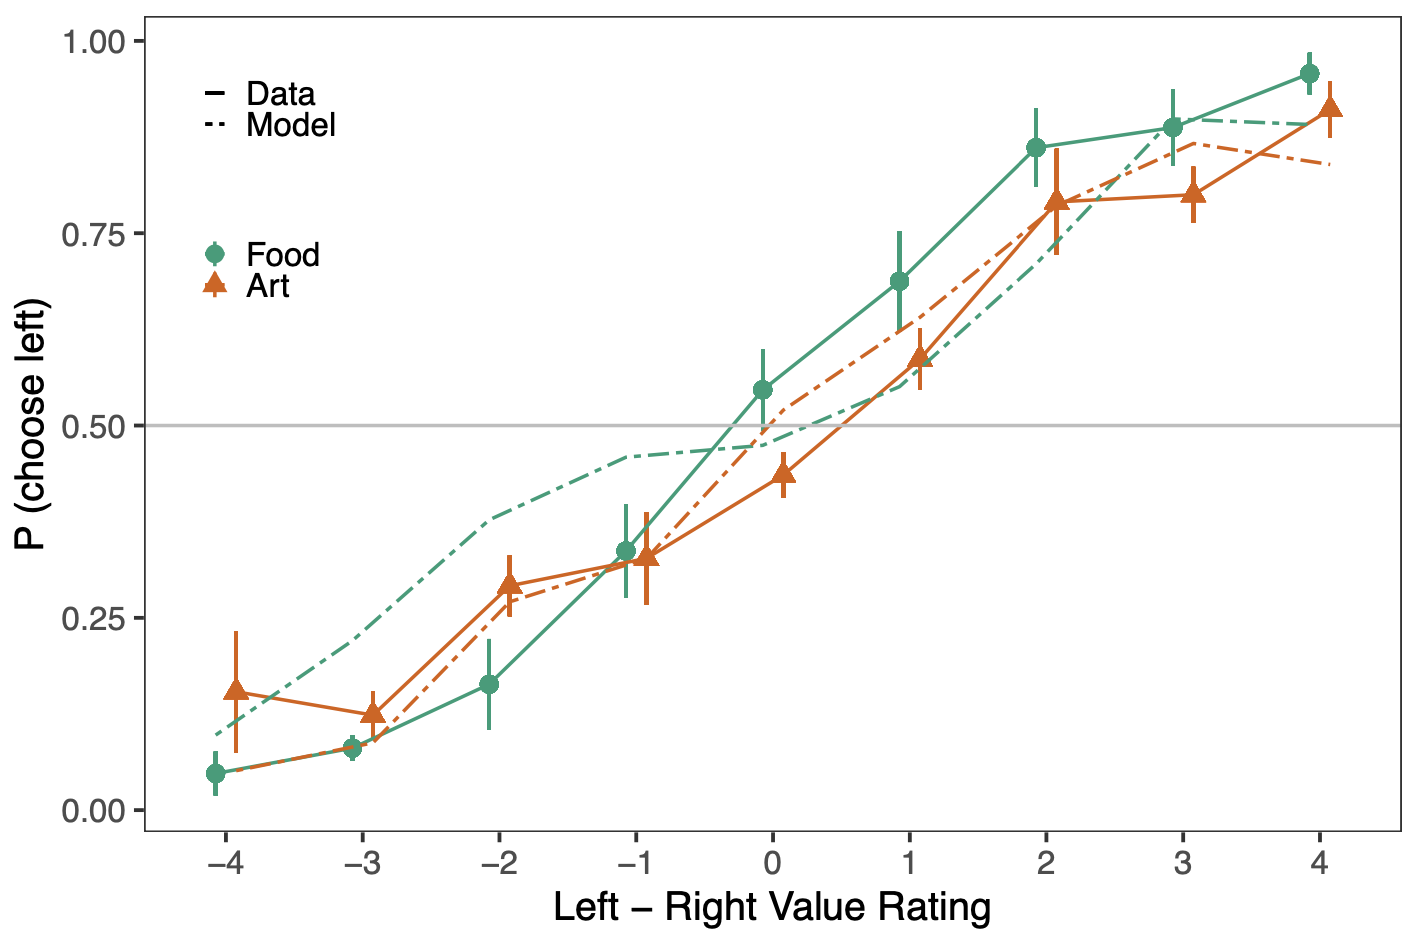 1.00
0.75
0.50
0.25
0.00
Data
Model
Food
Art
P (choose left)
−4 −3 −2 −1 0 1 2 3 4
Left − Right Value Rating